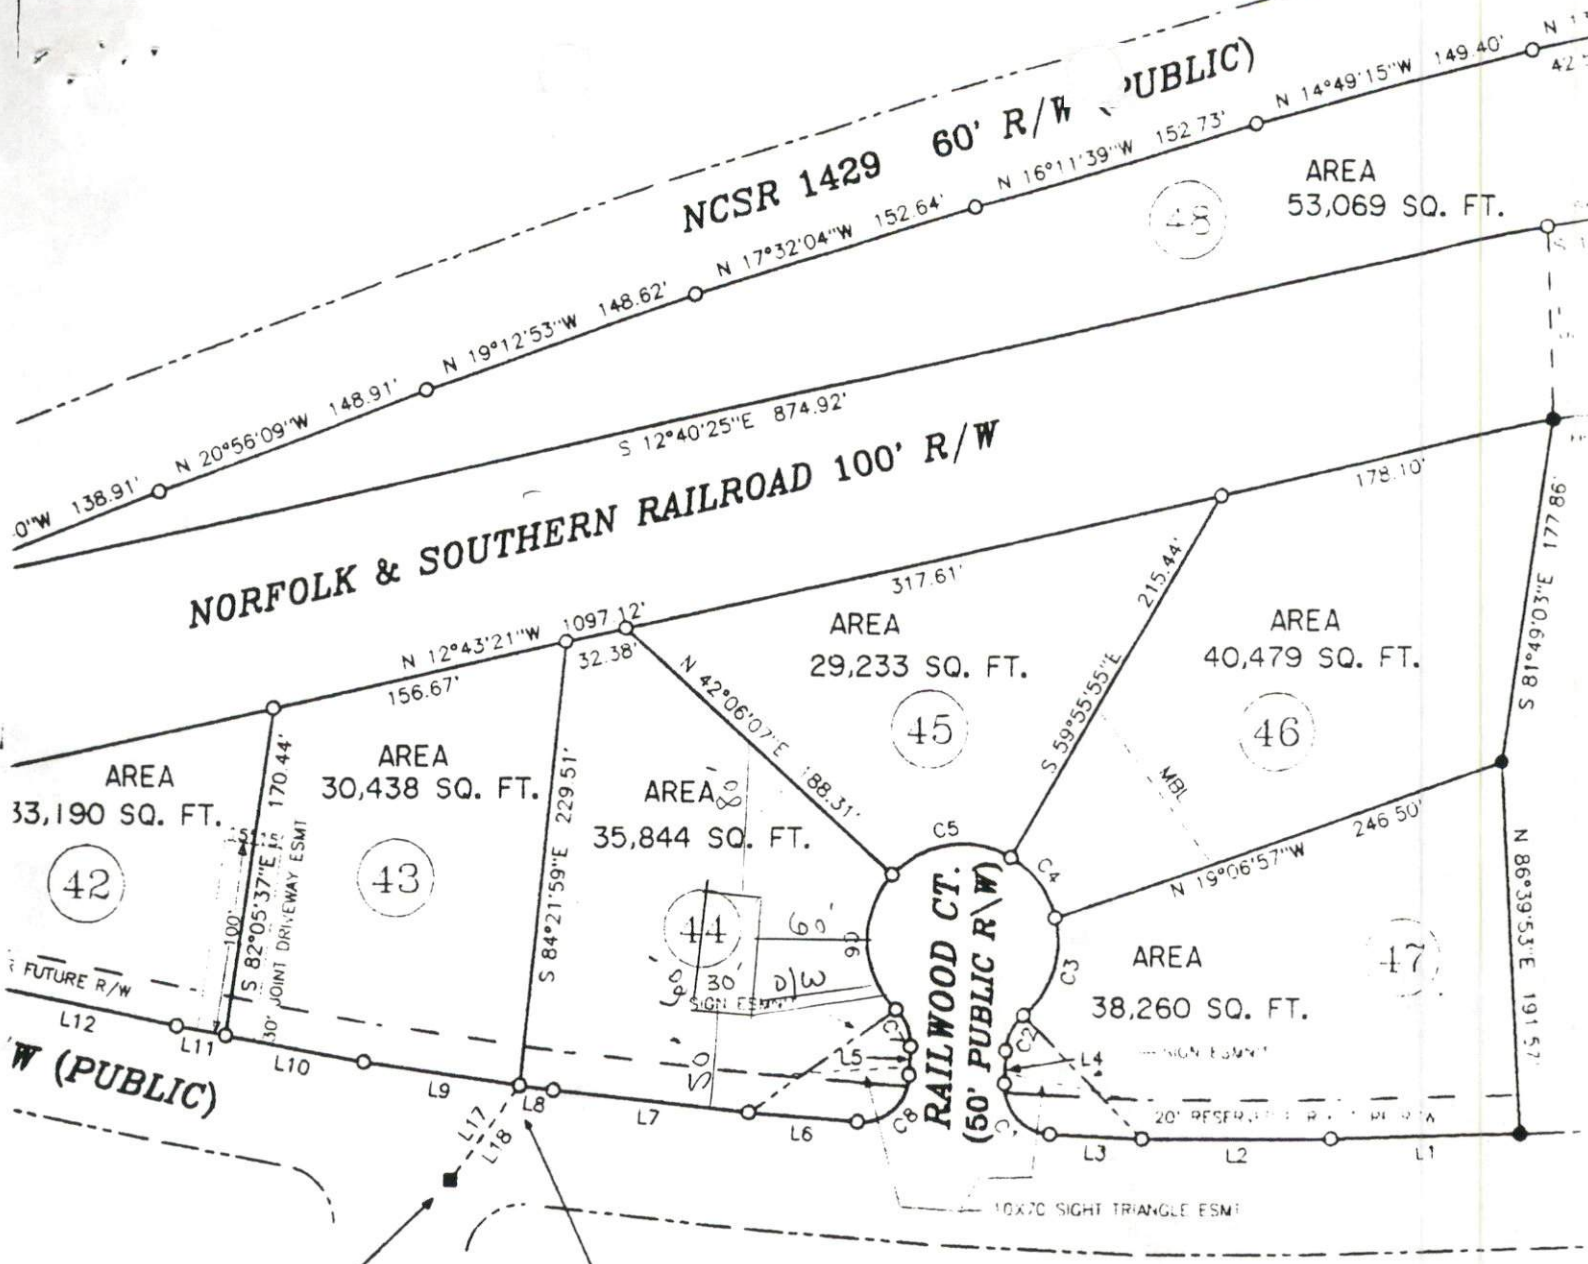 NCSR 1429 60' R/W PUBLIC)
N 14°49'15"W 149.40'
N 16°11'39"W 152.73'
N 17°32'04"W 152.64'
N 19°12'53"W 148.62'
N 20°56'09"W 148.91'
0"W 138.91'
AREA
53,069 SQ. FT.
48
S 12°40'25"E 874.92'
NORFOLK & SOUTHERN RAILROAD 100' R/W
N 12°43'21"W 1097.12'
156.67'
32.38'
317.61'
178.10'
AREA
33,190 SQ. FT.
42
S 82°05'37"E 170.44'
15'
100'
30' JOINT DRIVEWAY ESMT
AREA
30,438 SQ. FT.
43
S 84°21'59"E 229.51'
AREA
35,844 SQ. FT.
44
80'
60'
90
30'
D/W
SIGN ESMNT
50
N 42°06'07"E 188.31'
AREA
29,233 SQ. FT.
45
S 59°55'55"E 215.44'
AREA
40,479 SQ. FT.
46
MBL
S 81°49'03"E 177.86'
N 19°06'57"W 246.50'
AREA
38,260 SQ. FT.
47
N 86°39'53"E 191.57'
C5
C4
C3
C2
C8
RAILWOOD CT.
(50' PUBLIC R\W)
L5
L4
SIGN ESMNT
FUTURE R/W
L12
L11
L10
L9
L8
L7
L6
L3
L2
L1
L17
L18
W (PUBLIC)
10X70 SIGHT TRIANGLE ESMT